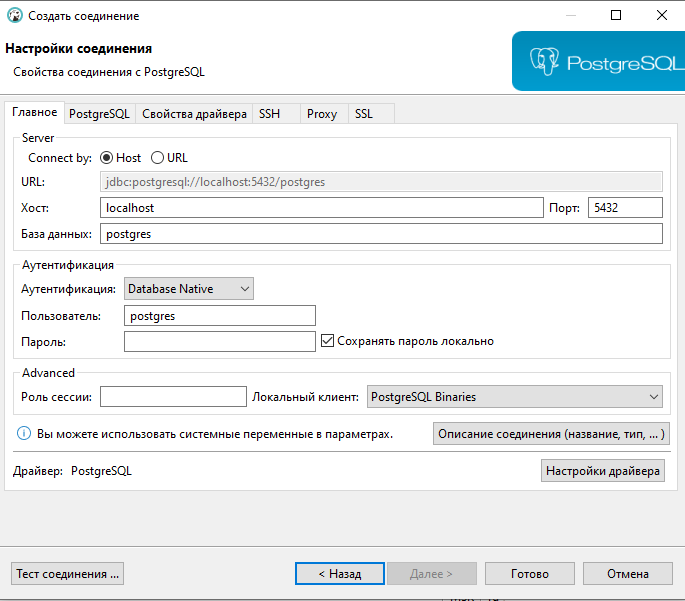 Создать соединение
Настройки соединения
Свойства соединения с PostgreSQL
PostgreSQL
Главное PostgreSQL Свойства драйвера SSH Proxy SSL
Server
Connect by: Host URL
URL: jdbc:postgresql://localhost:5432/postgres
Хост: localhost Порт: 5432
База данных: postgres
Аутентификация
Аутентификация: Database Native
Пользователь: postgres
Пароль: Сохранять пароль локально
Advanced
Роль сессии: Локальный клиент: PostgreSQL Binaries
Вы можете использовать системные переменные в параметрах. Описание соединения (название, тип, ... )
Драйвер: PostgreSQL Настройки драйвера
Тест соединения ... < Назад Далее > Готово Отмена